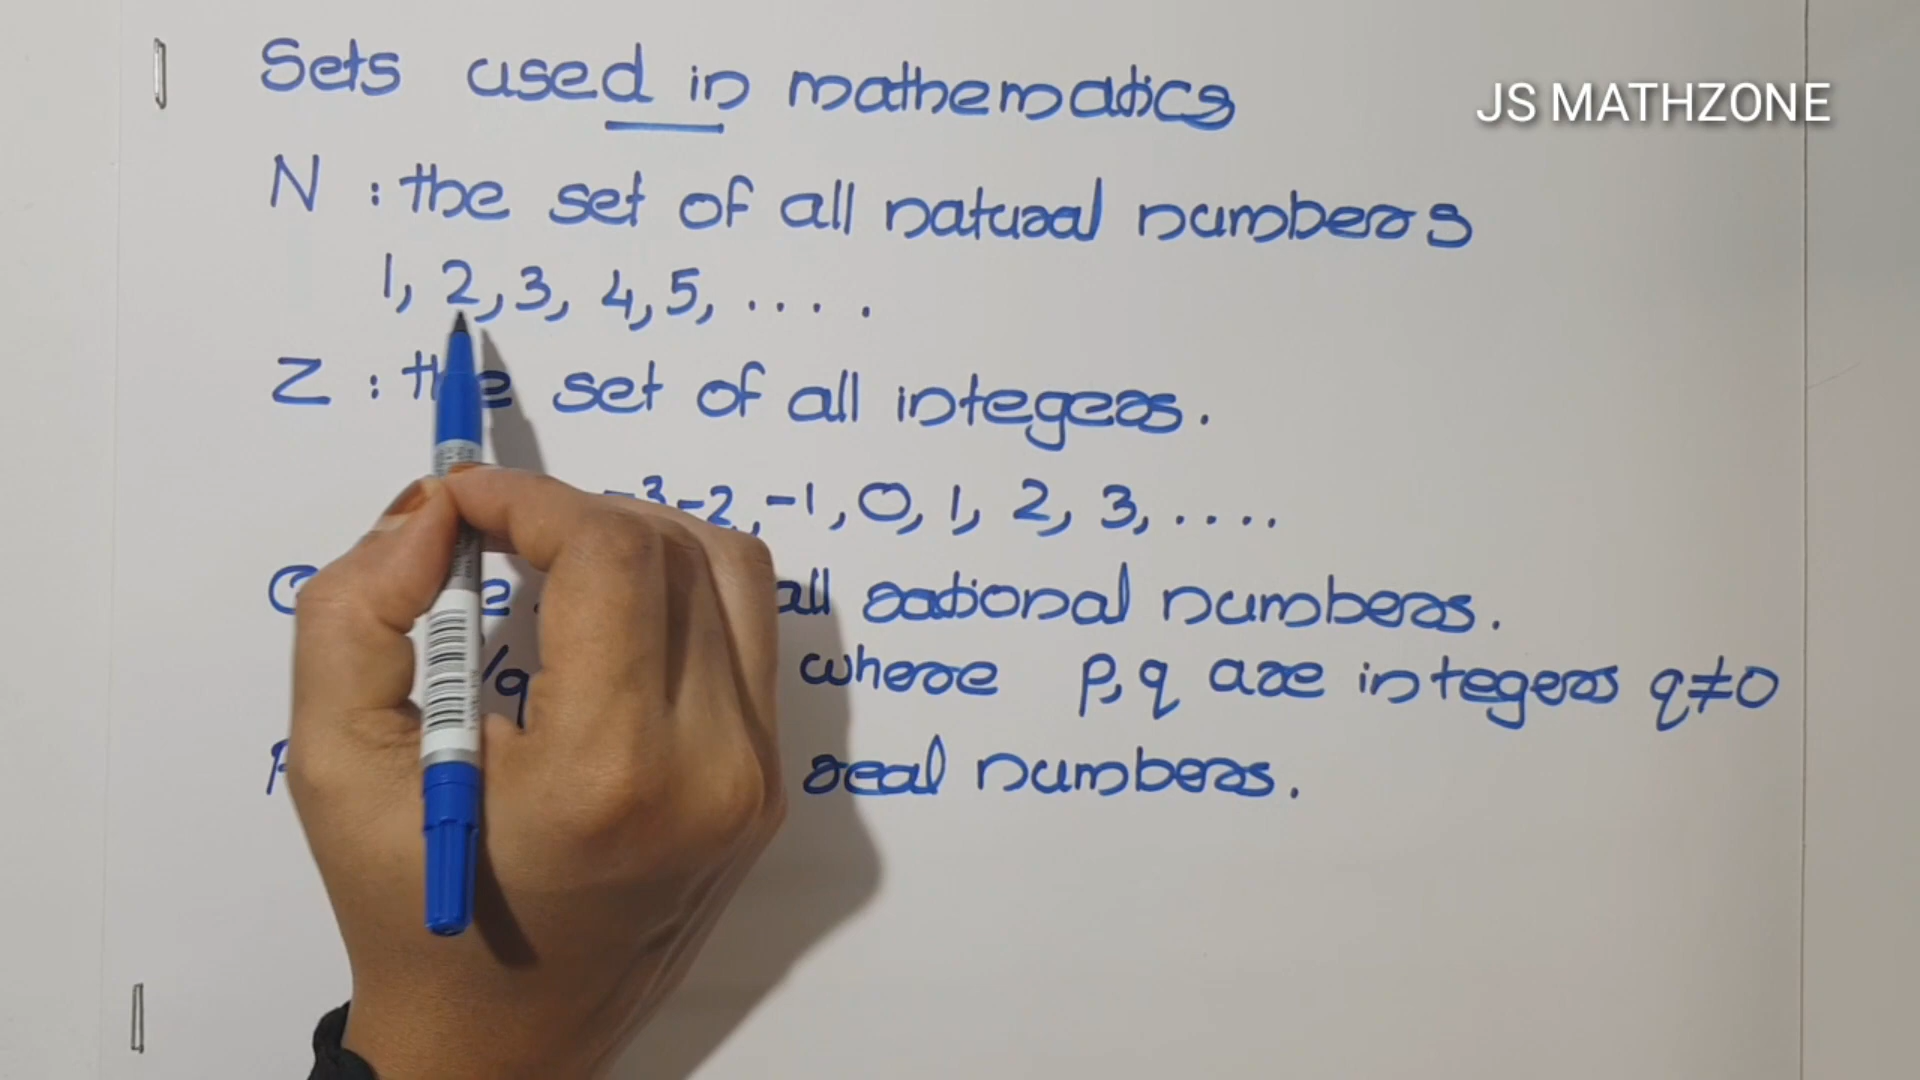 Sets used in mathematics
JS MATHZONE
N : the set of all natural numbers
1, 2, 3, 4, 5, . . . .
Z : the set of all integers.
-3 -2, -1, 0, 1, 2, 3, . . . .
all rational numbers.
/q where p, q are integers q≠0
real numbers.